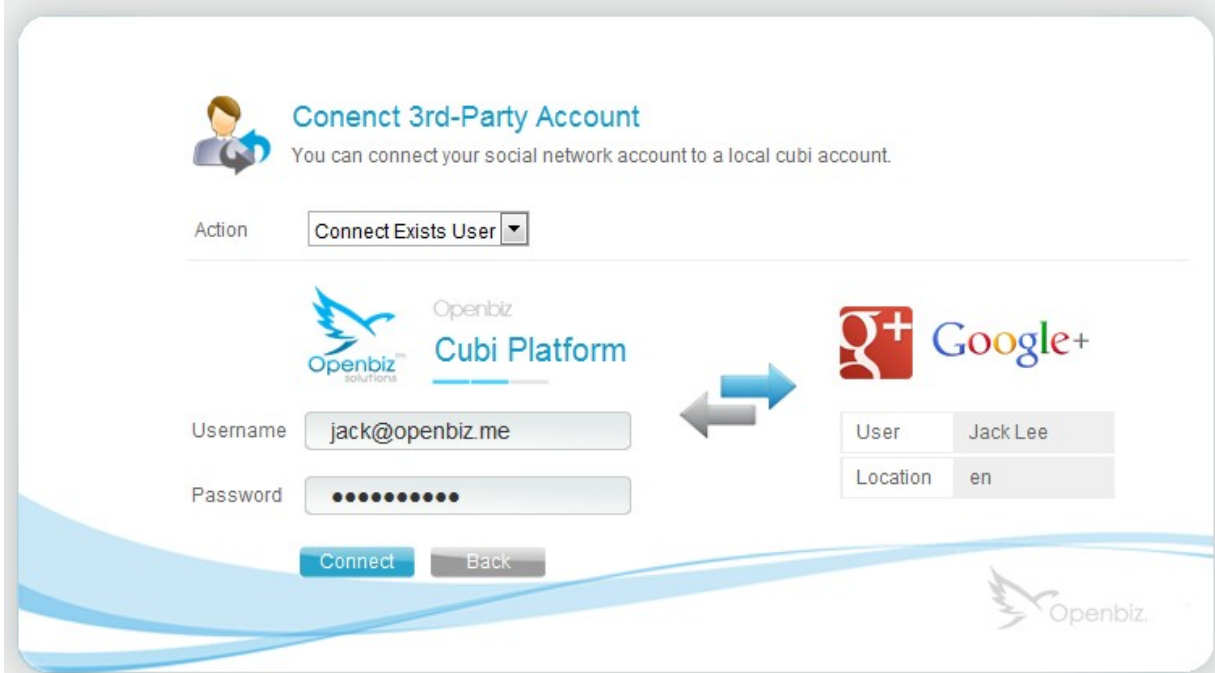 Conenct 3rd-Party Account
You can connect your social network account to a local cubi account.
Action Connect Exists User
Openbiz
Cubi Platform
Openbiz™
solutions
g+ Google+
Username jack@openbiz.me
Password ••••••••••
User Jack Lee
Location en
Connect Back
Openbiz.